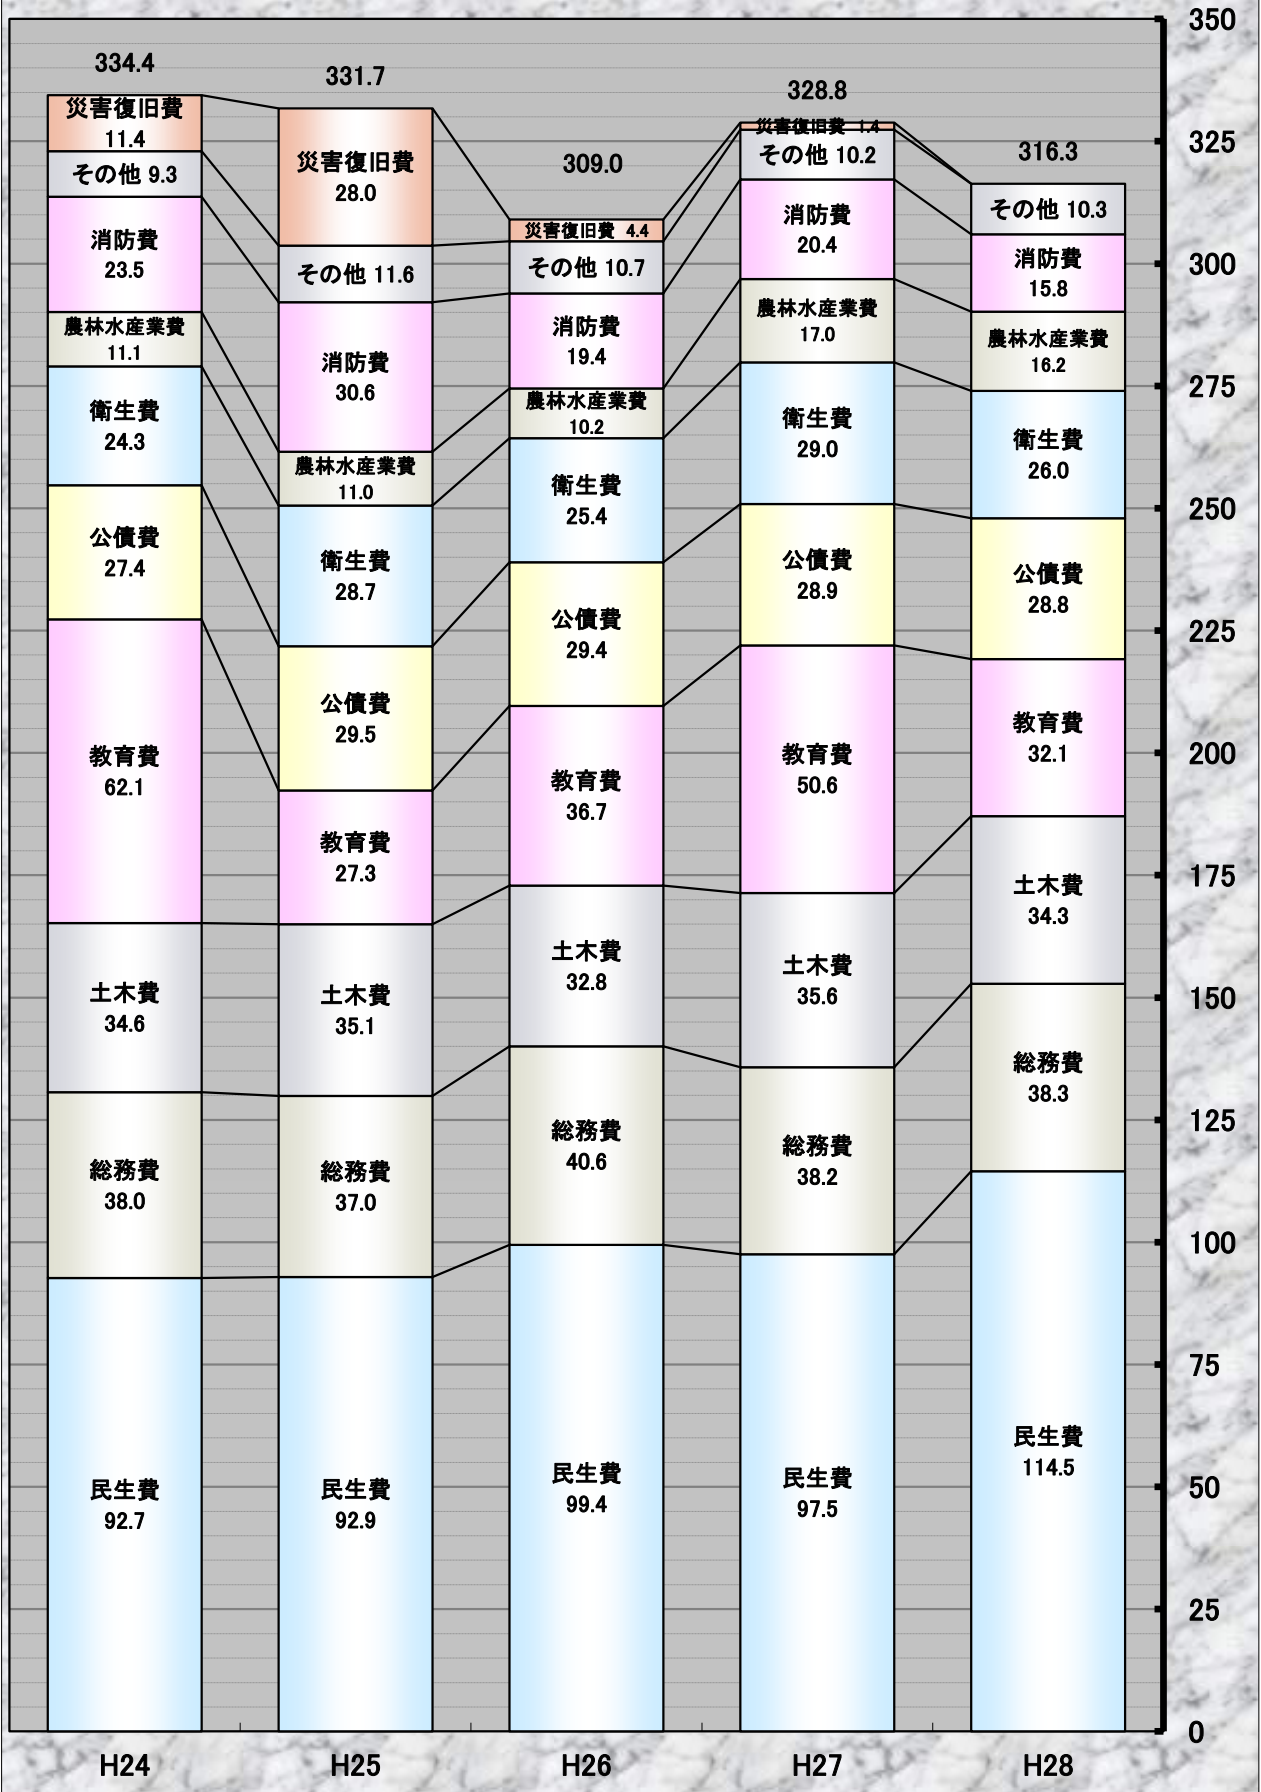 334.4
災害復旧費
11.4
その他 9.3
消防費
23.5
農林水産業費
11.1
衛生費
24.3
公債費
27.4
教育費
62.1
土木費
34.6
総務費
38.0
民生費
92.7
H24
331.7
災害復旧費
28.0
その他 11.6
消防費
30.6
農林水産業費
11.0
衛生費
28.7
公債費
29.5
教育費
27.3
土木費
35.1
総務費
37.0
民生費
92.9
H25
309.0
災害復旧費 4.4
その他 10.7
消防費
19.4
農林水産業費
10.2
衛生費
25.4
公債費
29.4
教育費
36.7
土木費
32.8
総務費
40.6
民生費
99.4
H26
328.8
災害復旧費 1.4
その他 10.2
消防費
20.4
農林水産業費
17.0
衛生費
29.0
公債費
28.9
教育費
50.6
土木費
35.6
総務費
38.2
民生費
97.5
H27
316.3
その他 10.3
消防費
15.8
農林水産業費
16.2
衛生費
26.0
公債費
28.8
教育費
32.1
土木費
34.3
総務費
38.3
民生費
114.5
H28
350
325
300
275
250
225
200
175
150
125
100
75
50
25
0